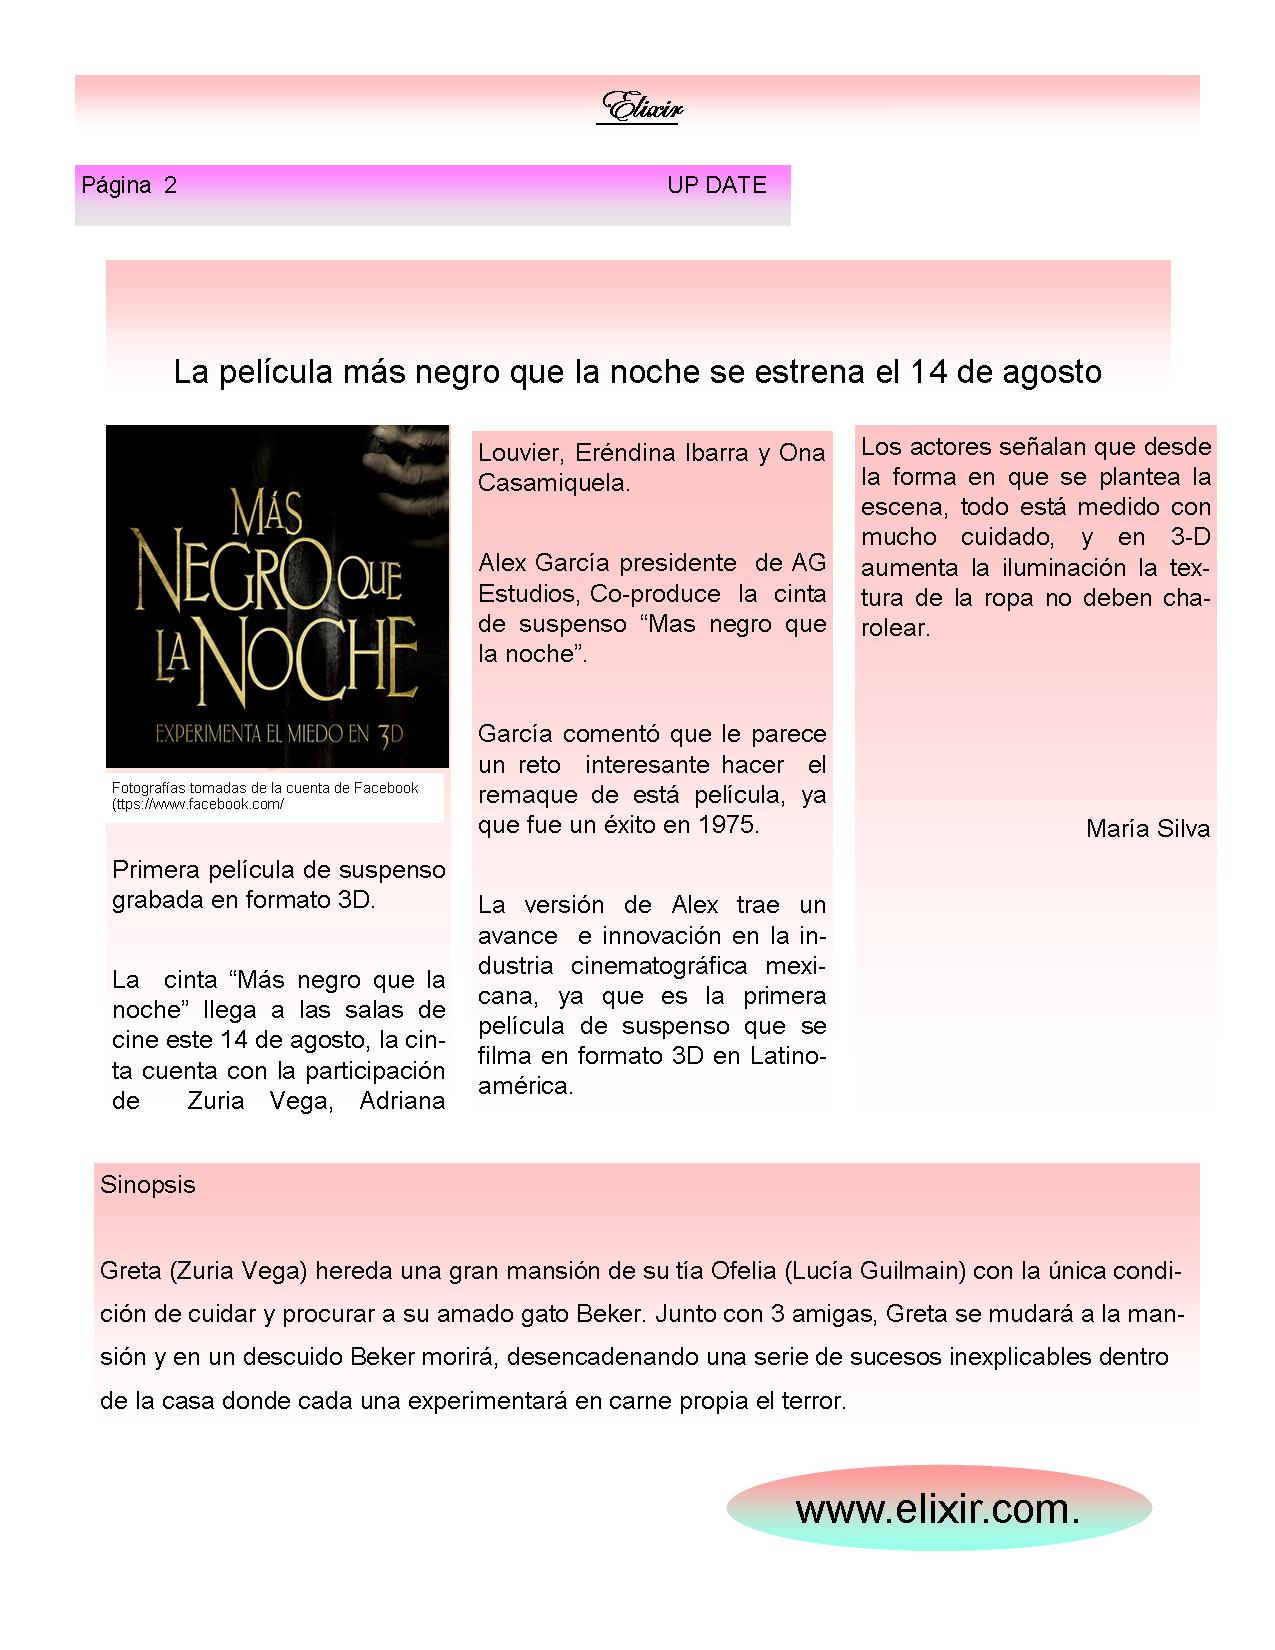 Elixir
Página 2 UP DATE
La película más negro que la noche se estrena el 14 de agosto
MÁS
NEGRO QUE
LA NOCHE
EXPERIMENTA EL MIEDO EN 3D
Fotografías tomadas de la cuenta de Facebook
(ttps://www.facebook.com/
Primera película de suspenso
grabada en formato 3D.
La cinta “Más negro que la
noche” llega a las salas de
cine este 14 de agosto, la cin-
ta cuenta con la participación
de Zuria Vega, Adriana
Louvier, Eréndina Ibarra y Ona
Casamiquela.
Alex García presidente de AG
Estudios, Co-produce la cinta
de suspenso “Mas negro que
la noche”.
García comentó que le parece
un reto interesante hacer el
remaque de está película, ya
que fue un éxito en 1975.
La versión de Alex trae un
avance e innovación en la in-
dustria cinematográfica mexi-
cana, ya que es la primera
película de suspenso que se
filma en formato 3D en Latino-
américa.
Los actores señalan que desde
la forma en que se plantea la
escena, todo está medido con
mucho cuidado, y en 3-D
aumenta la iluminación la tex-
tura de la ropa no deben cha-
rolear.
María Silva
Sinopsis
Greta (Zuria Vega) hereda una gran mansión de su tía Ofelia (Lucía Guilmain) con la única condi-
ción de cuidar y procurar a su amado gato Beker. Junto con 3 amigas, Greta se mudará a la man-
sión y en un descuido Beker morirá, desencadenando una serie de sucesos inexplicables dentro
de la casa donde cada una experimentará en carne propia el terror.
www.elixir.com.